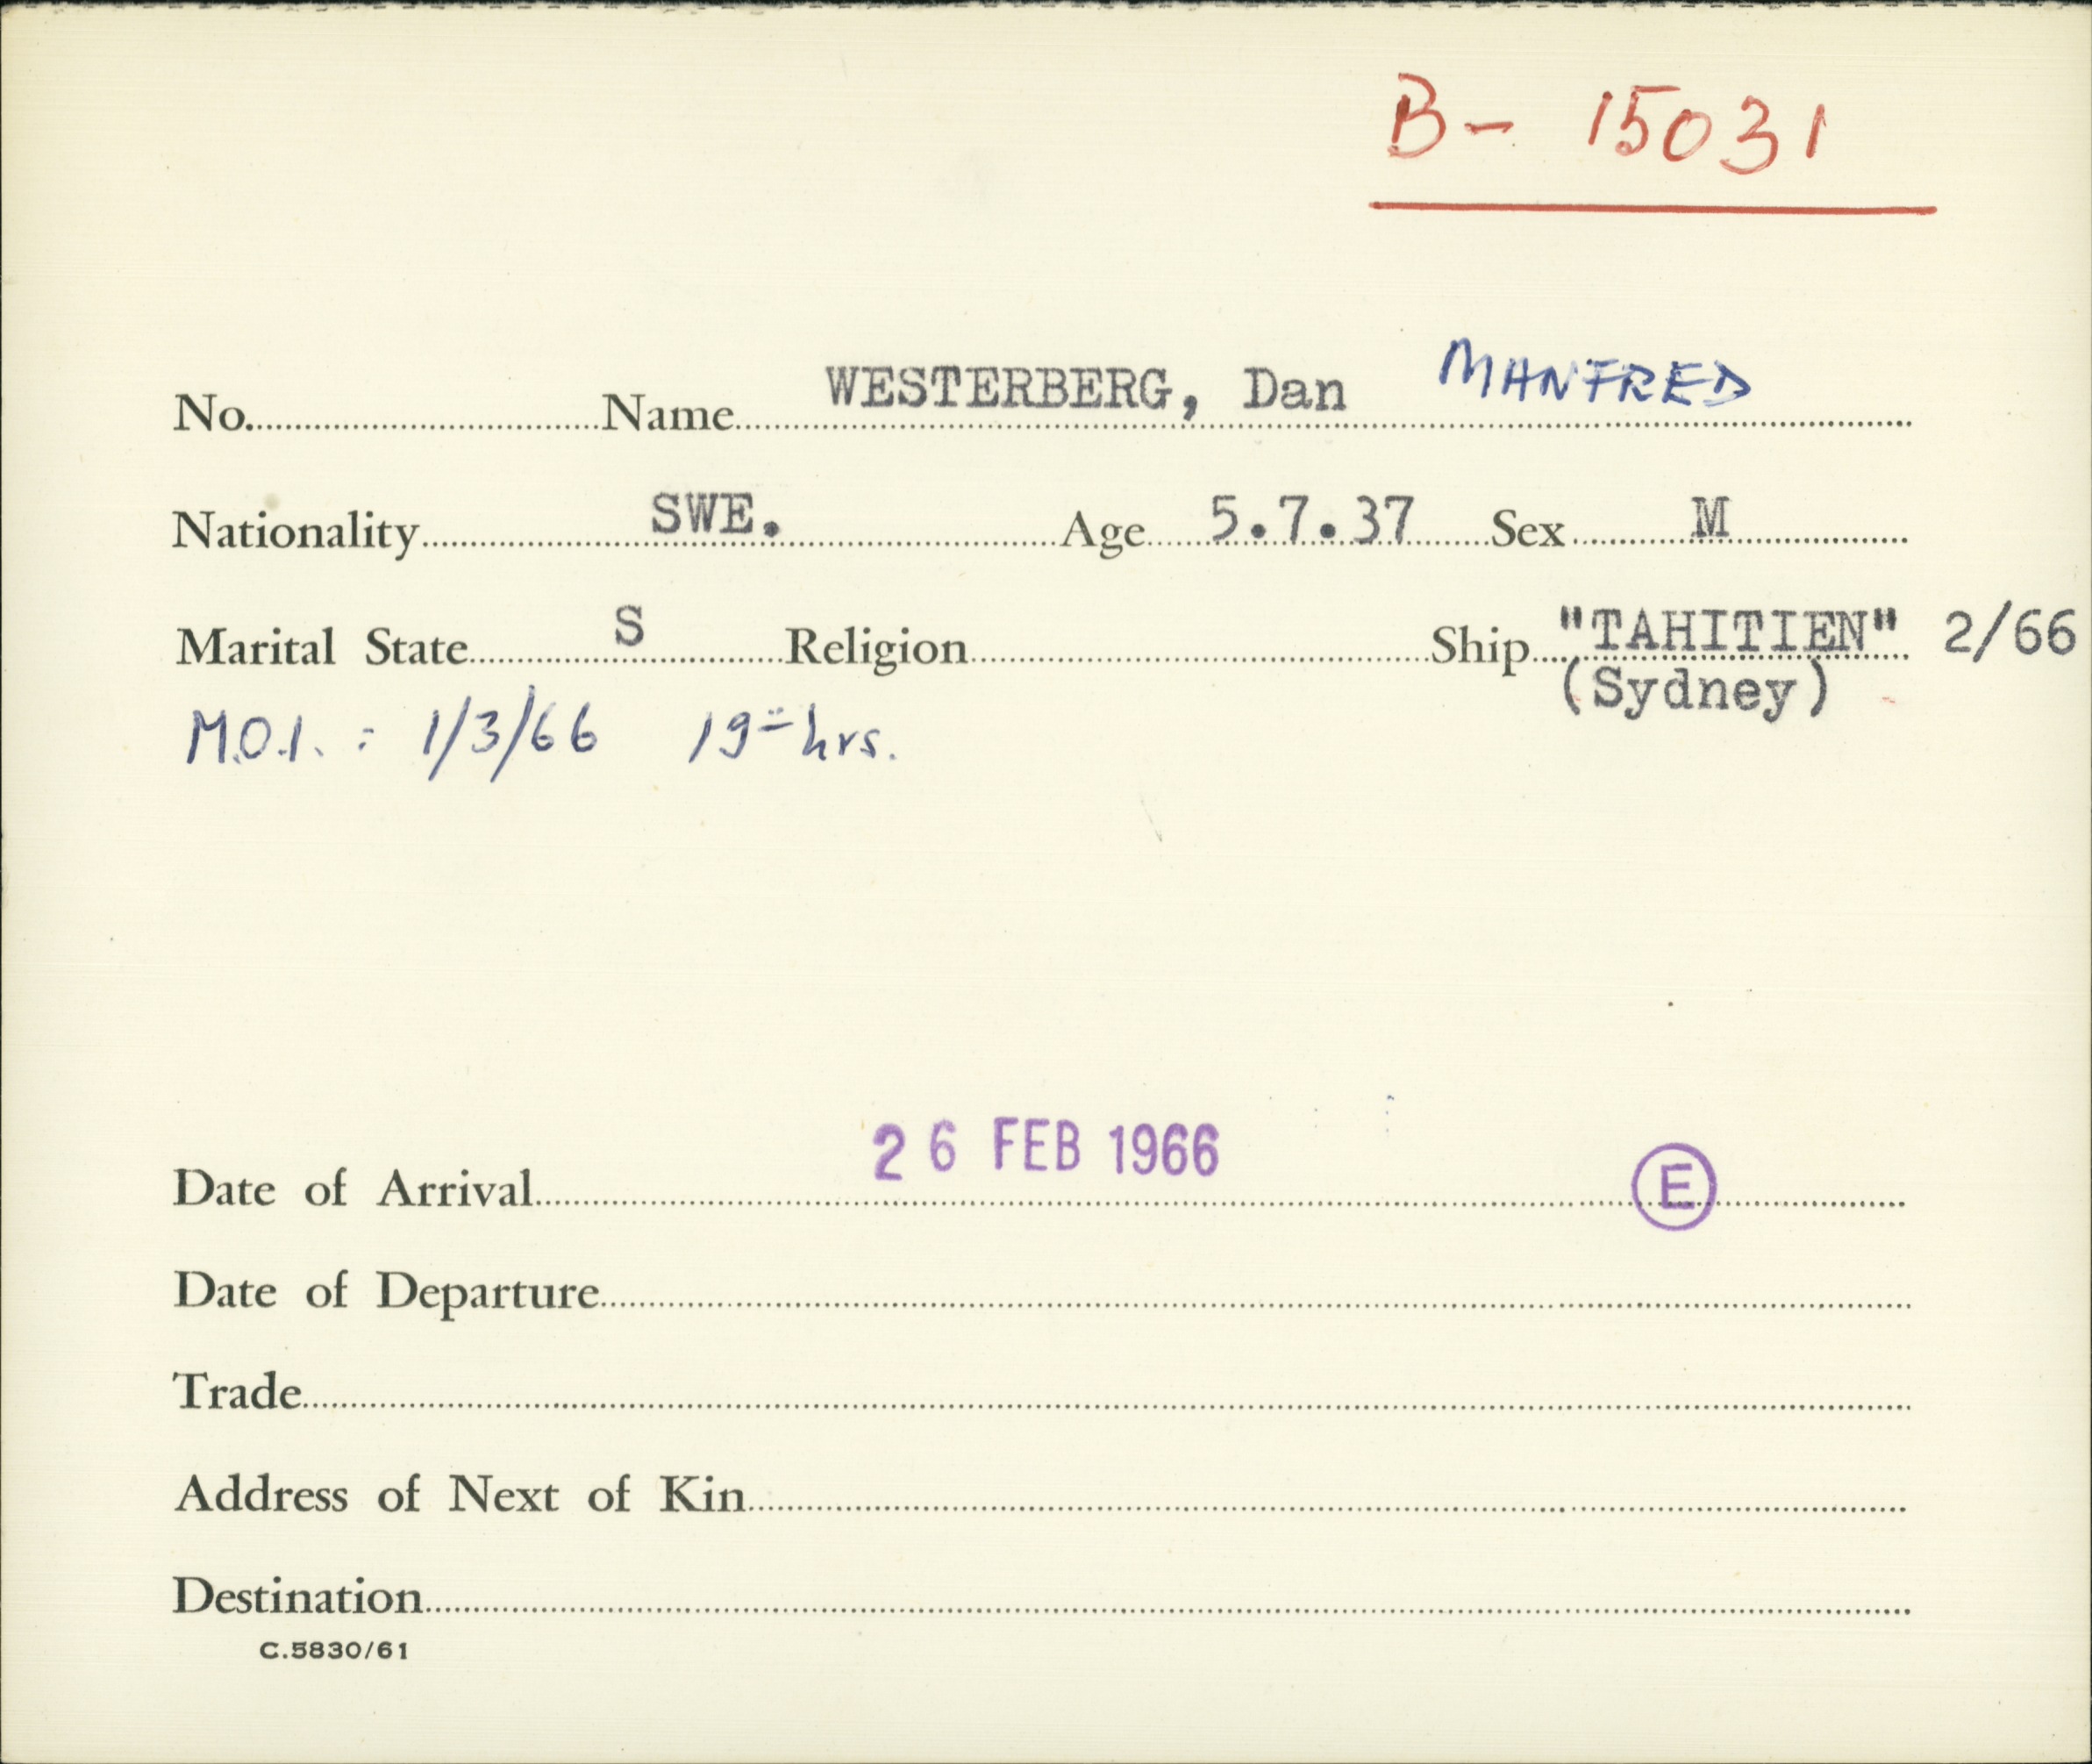 B- 15031
No. Name WESTERBERG, Dan MANFRED
Nationality SWE. Age 5.7.37 Sex M
Marital State S Religion Ship "TAHITIEN" 2/66
(Sydney)
M.O.I. : 1/3/66 19= hrs.
Date of Arrival 26 FEB 1966 E
Date of Departure
Trade
Address of Next of Kin
Destination
C.5830/61